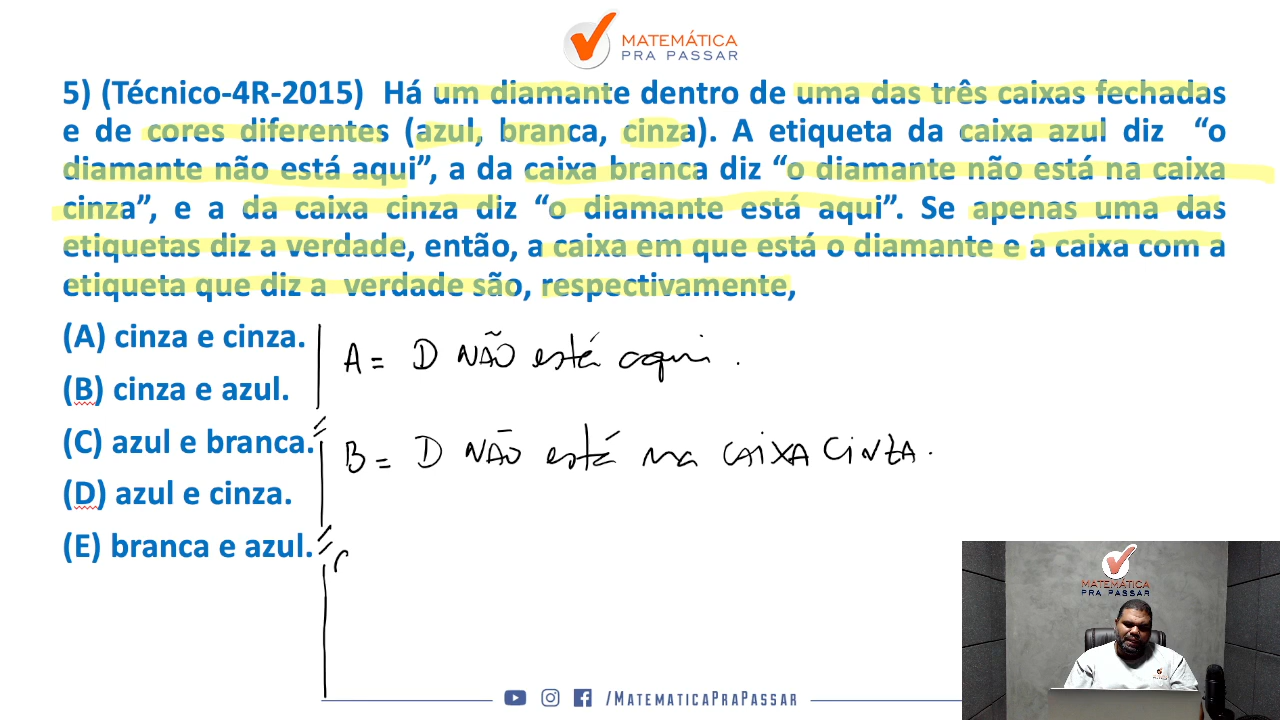 MATEMÁTICA
PRA PASSAR
5) (Técnico-4R-2015) Há um diamante dentro de uma das três caixas fechadas
e de cores diferentes (azul, branca, cinza). A etiqueta da caixa azul diz “o
diamante não está aqui”, a da caixa branca diz “o diamante não está na caixa
cinza”, e a da caixa cinza diz “o diamante está aqui”. Se apenas uma das
etiquetas diz a verdade, então, a caixa em que está o diamante e a caixa com a
etiqueta que diz a verdade são, respectivamente,
(A) cinza e cinza.
(B) cinza e azul.
(C) azul e branca.
(D) azul e cinza.
(E) branca e azul.
A = D NÃO está aqui.
B = D NÃO está na CAIXA CINZA.
MATEMÁTICA
PRA PASSAR
/MATEMATICAPRAPASSAR